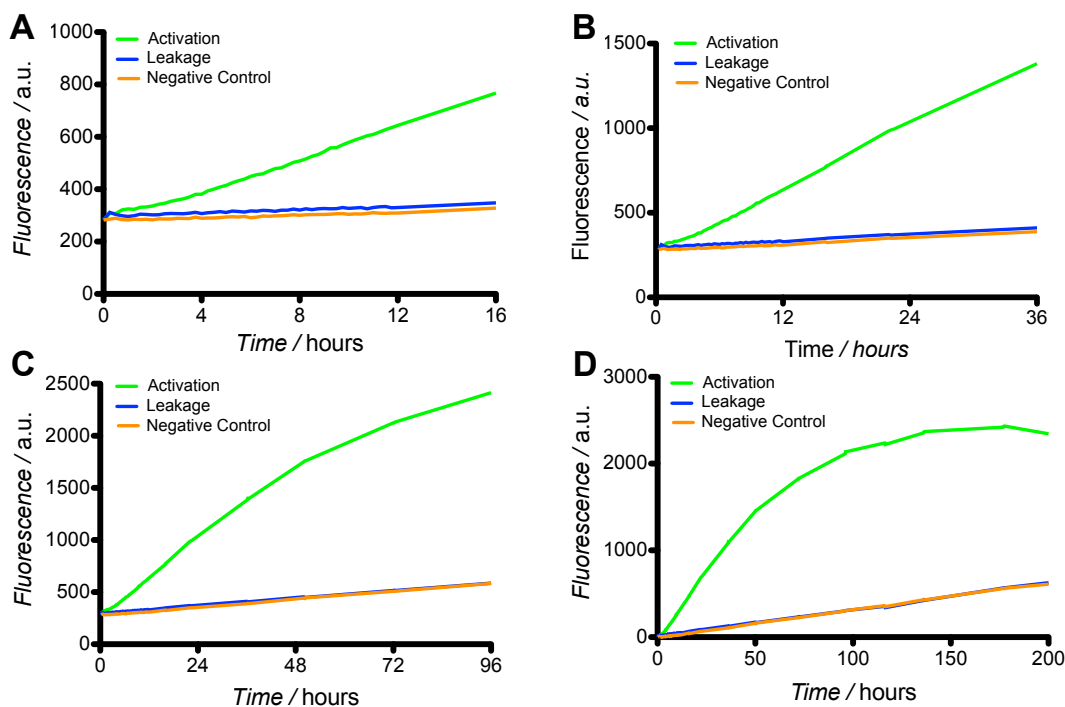 A
1000
800
600
400
200
0
Activation
Leakage
Negative Control
Fluorescence / a.u.
0 4 8 12 16
Time / hours
B
1500
1000
500
0
Activation
Leakage
Negative Control
Fluorescence / a.u.
0 12 24 36
Time / hours
C
2500
2000
1500
1000
500
0
Activation
Leakage
Negative Control
Fluorescence / a.u.
0 24 48 72 96
Time / hours
D
3000
2000
1000
0
Activation
Leakage
Negative Control
Fluorescence / a.u.
0 50 100 150 200
Time / hours